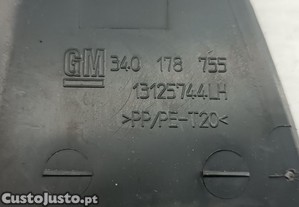 GM 340 178 755
13125744LH
>PP/PE-T20<
CustoJusto.pt